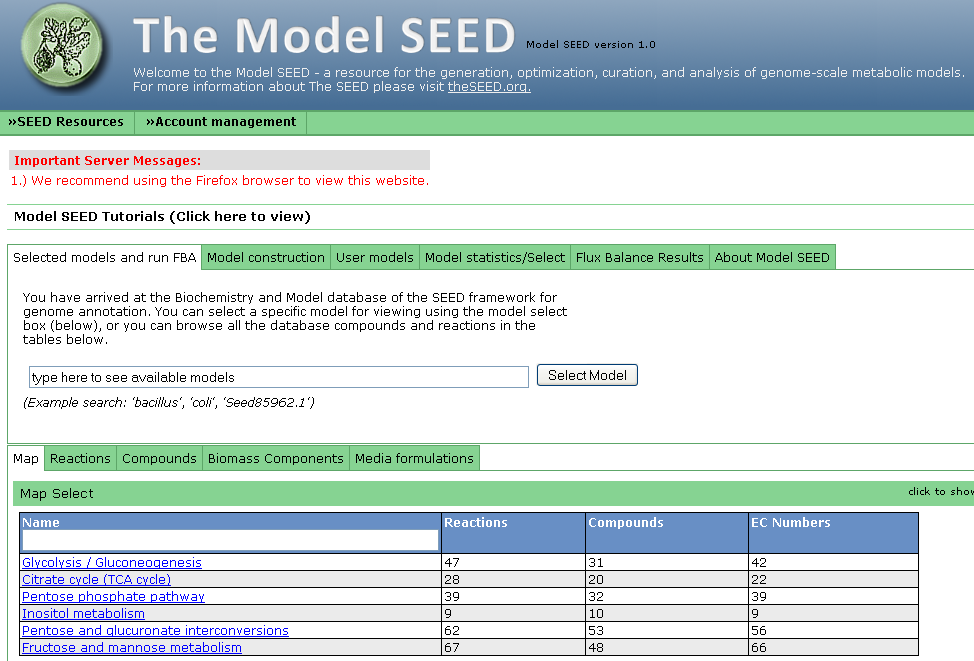 The Model SEED Model SEED version 1.0
Welcome to the Model SEED - a resource for the generation, optimization, curation, and analysis of genome-scale metabolic models.
For more information about The SEED please visit theSEED.org.
»SEED Resources »Account management
Important Server Messages:
1.) We recommend using the Firefox browser to view this website.
Model SEED Tutorials (Click here to view)
Selected models and run FBA Model construction User models Model statistics/Select Flux Balance Results About Model SEED
You have arrived at the Biochemistry and Model database of the SEED framework for
genome annotation. You can select a specific model for viewing using the model select
box (below), or you can browse all the database compounds and reactions in the
tables below.
type here to see available models Select Model
(Example search: 'bacillus', 'coli', 'Seed85962.1')
Map Reactions Compounds Biomass Components Media formulations
Map Select click to show
Name Reactions Compounds EC Numbers
Glycolysis / Gluconeogenesis 47 31 42
Citrate cycle (TCA cycle) 28 20 22
Pentose phosphate pathway 39 32 39
Inositol metabolism 9 10 9
Pentose and glucuronate interconversions 62 53 56
Fructose and mannose metabolism 67 48 66